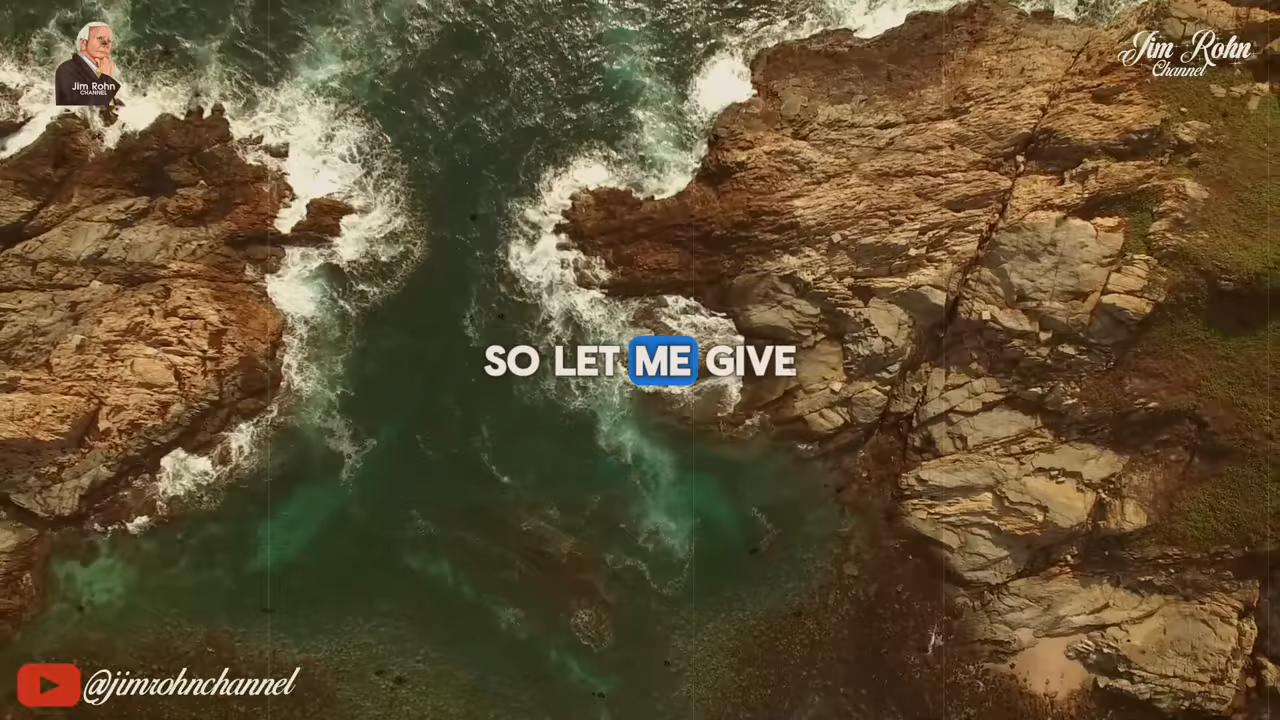 Jim Rohn
CHANNEL
Jim Rohn
Channel
SO LET ME GIVE
@jimrohnchannel